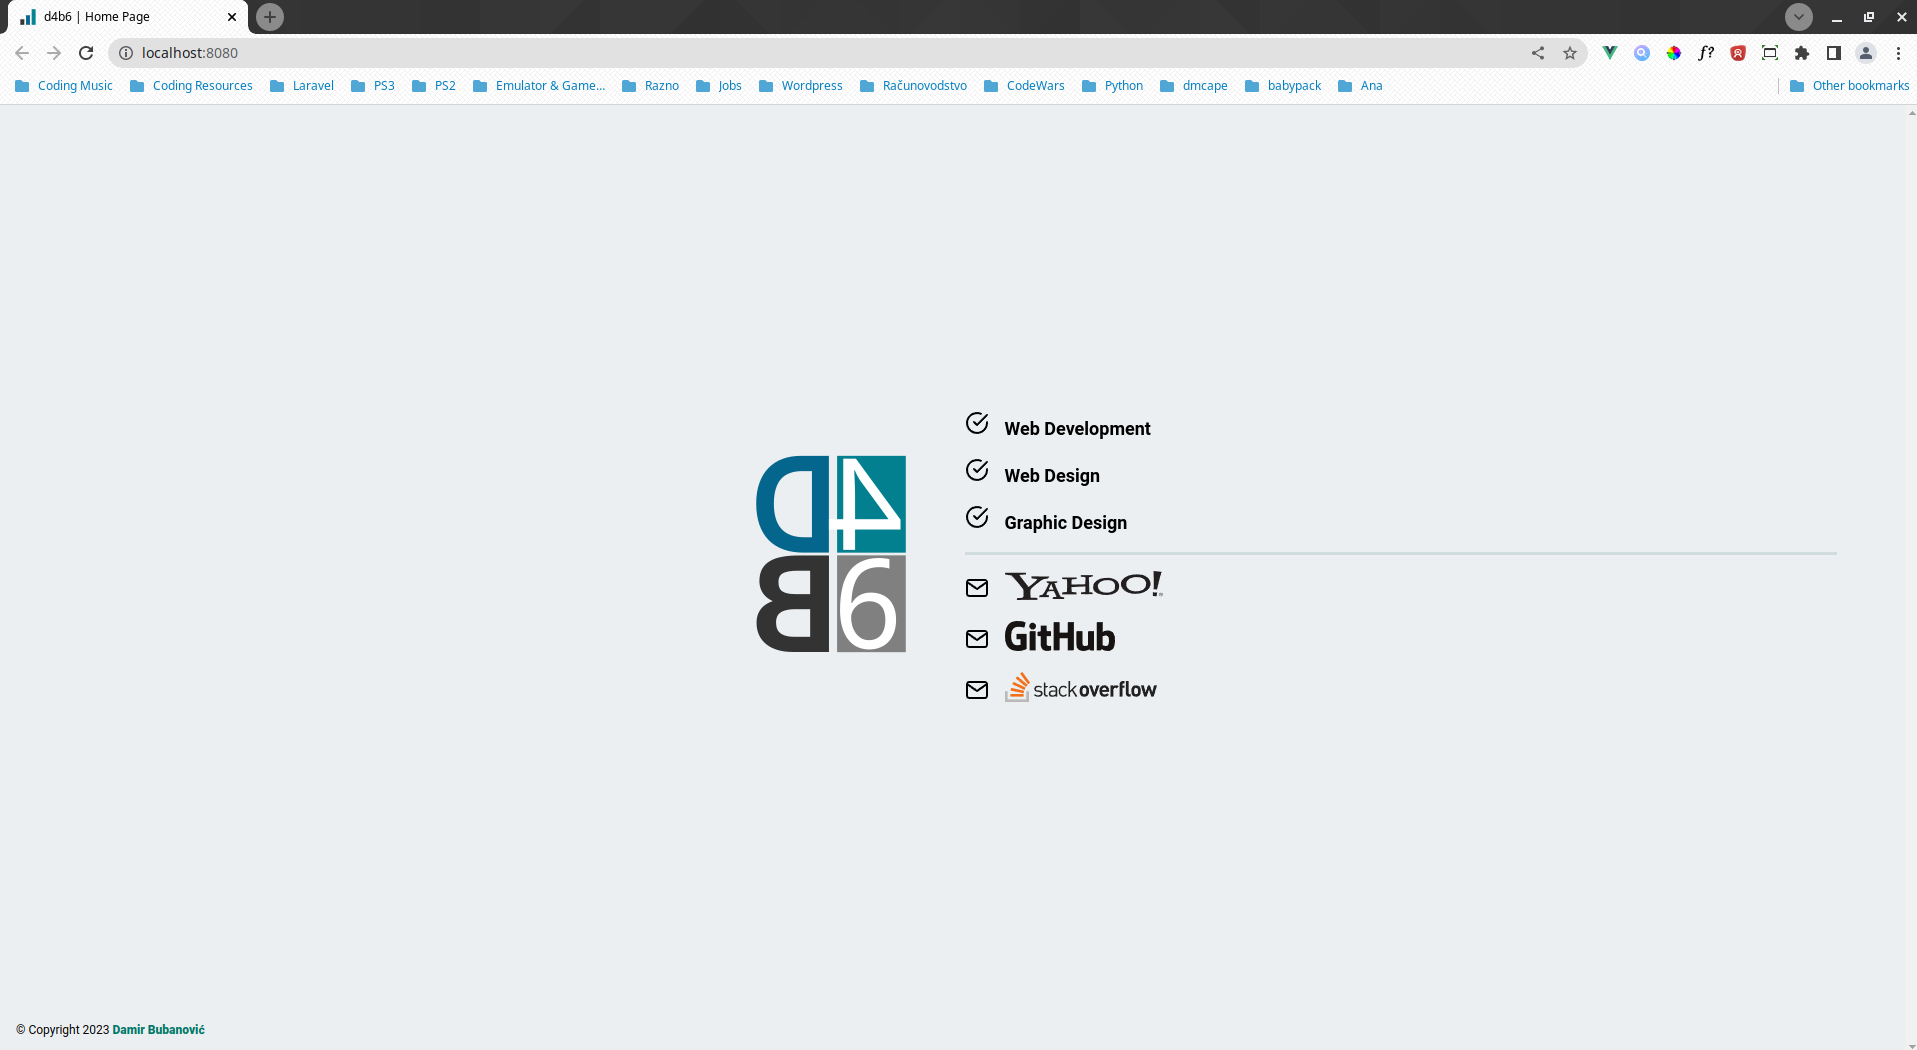 d4b6 | Home Page
localhost:8080
f?
Coding Music Coding Resources Laravel PS3 PS2 Emulator & Game... Razno Jobs Wordpress Računovodstvo CodeWars Python dmcape babypack Ana Other bookmarks
Web Development
Web Design
Graphic Design
D4
B6
YAHOO!
GitHub
stackoverflow
© Copyright 2023 Damir Bubanović